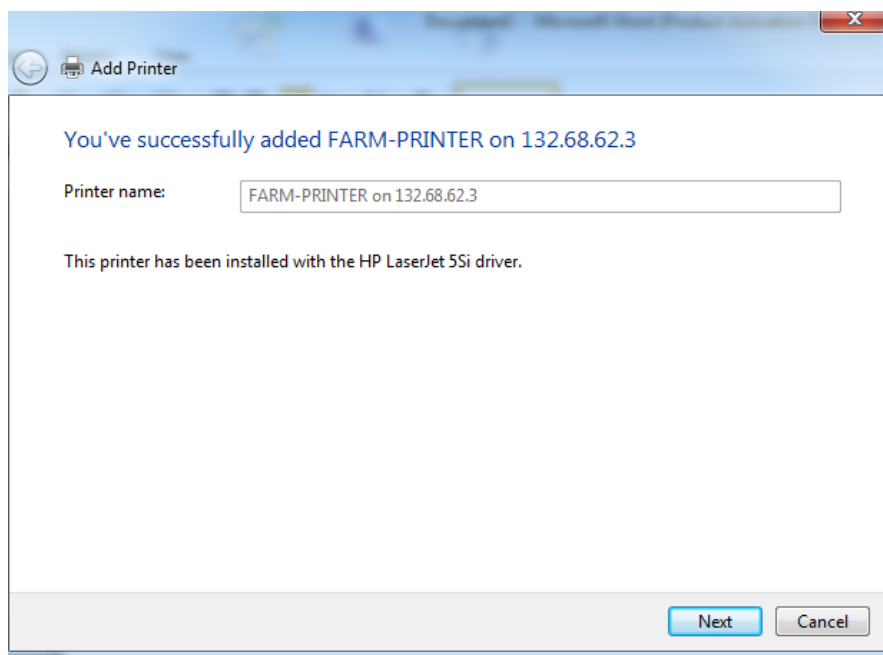 Add Printer
You've successfully added FARM-PRINTER on 132.68.62.3
Printer name:
FARM-PRINTER on 132.68.62.3
This printer has been installed with the HP LaserJet 5Si driver.
Next
Cancel